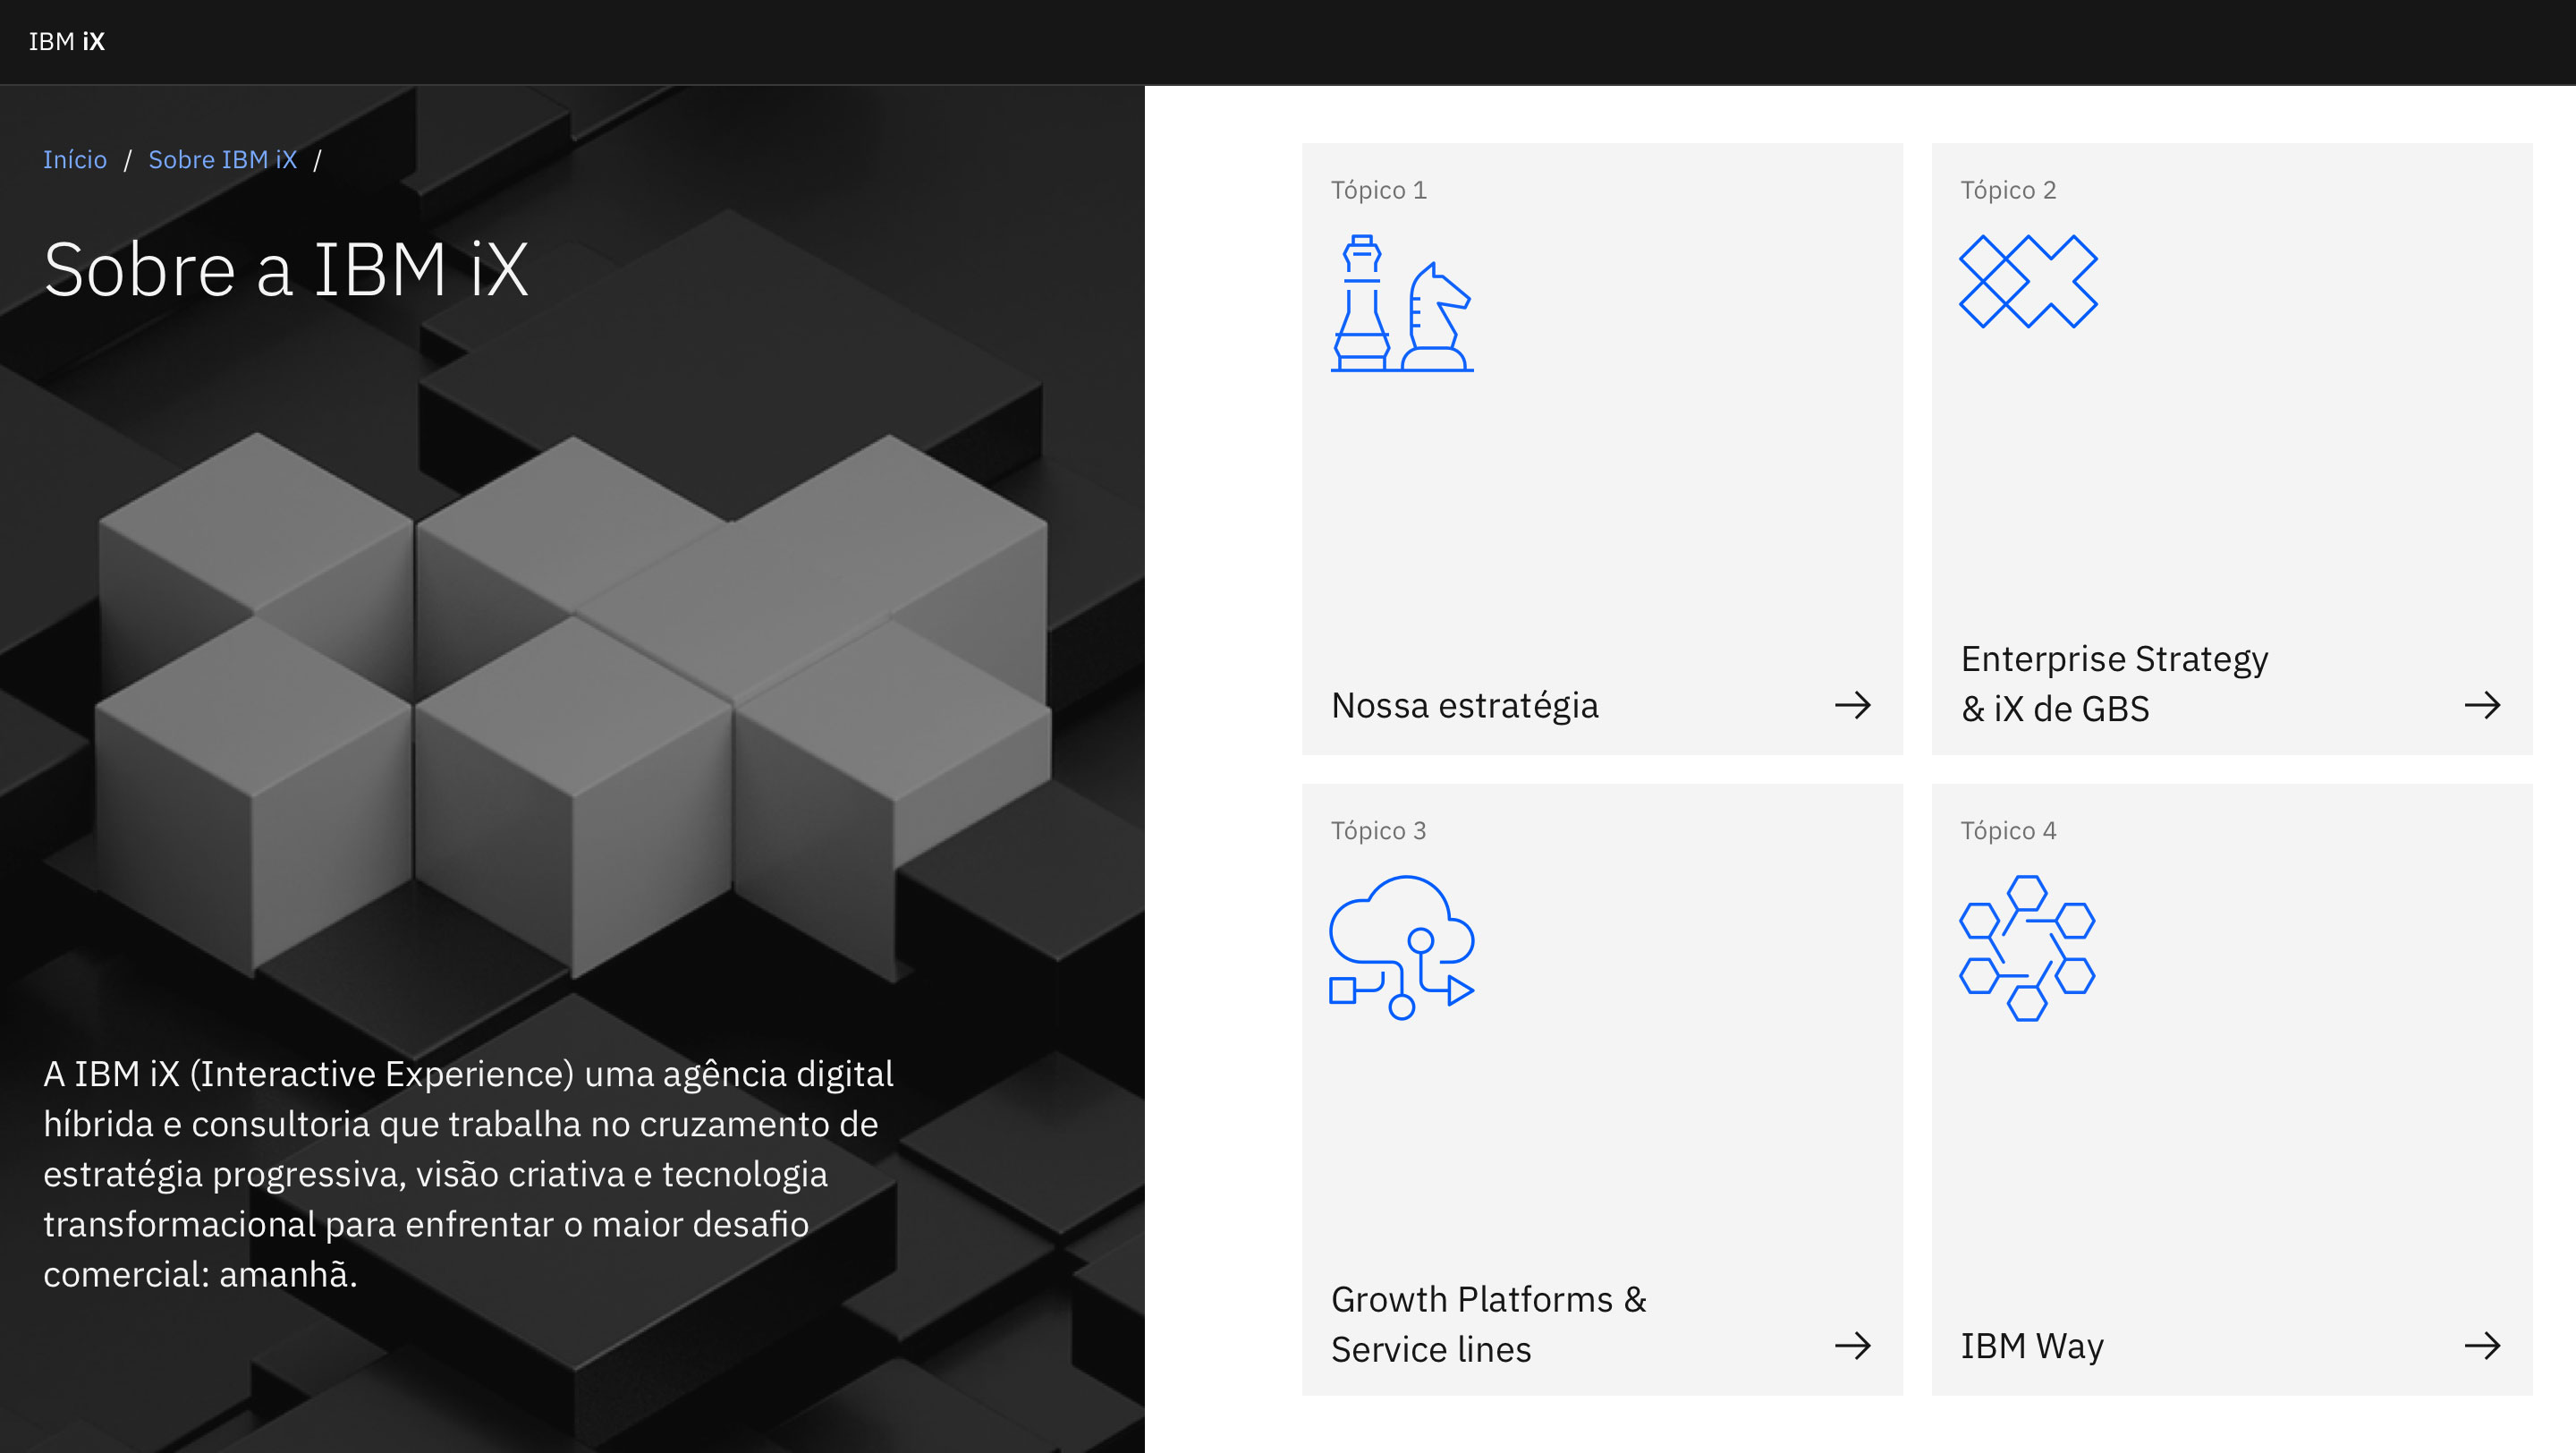 IBM iX
Início / Sobre IBM iX /
Sobre a IBM iX
A IBM iX (Interactive Experience) uma agência digital
híbrida e consultoria que trabalha no cruzamento de
estratégia progressiva, visão criativa e tecnologia
transformacional para enfrentar o maior desafio
comercial: amanhã.
Tópico 1
Nossa estratégia
Tópico 2
Enterprise Strategy
& iX de GBS
Tópico 3
Growth Platforms &
Service lines
Tópico 4
IBM Way